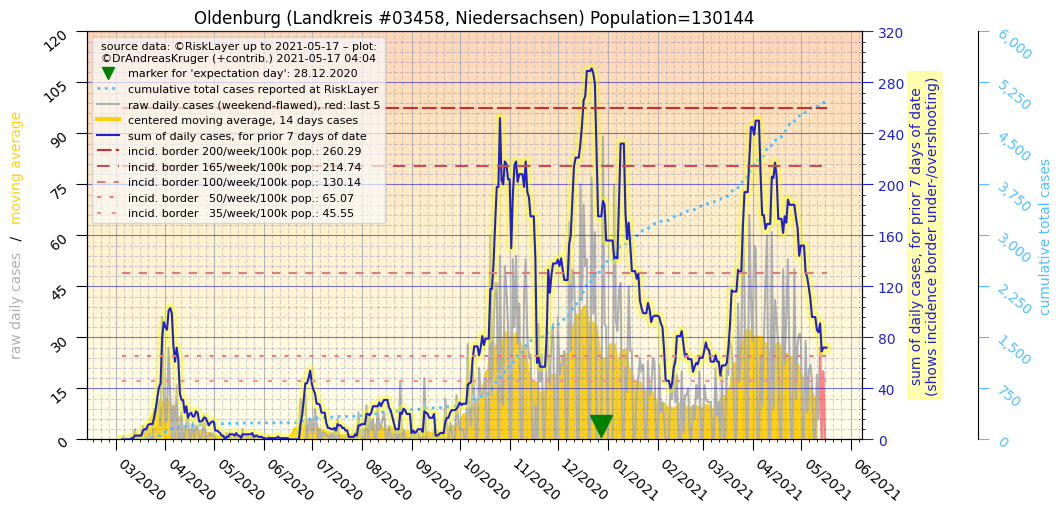 Oldenburg (Landkreis #03458, Niedersachsen) Population=130144
source data: ©RiskLayer up to 2021-05-17 – plot:
©DrAndreasKruger (+contrib.) 2021-05-17 04:04
marker for 'expectation day': 28.12.2020
cumulative total cases reported at RiskLayer
raw daily cases (weekend-flawed), red: last 5
centered moving average, 14 days cases
sum of daily cases, for prior 7 days of date
incid. border 200/week/100k pop.: 260.29
incid. border 165/week/100k pop.: 214.74
incid. border 100/week/100k pop.: 130.14
incid. border 50/week/100k pop.: 65.07
incid. border 35/week/100k pop.: 45.55
raw daily cases / moving average
120
105
90
75
60
45
30
15
0
03/2020
04/2020
05/2020
06/2020
07/2020
08/2020
09/2020
10/2020
11/2020
12/2020
01/2021
02/2021
03/2021
04/2021
05/2021
06/2021
320
280
240
200
160
120
80
40
0
sum of daily cases, for prior 7 days of date
(shows incidence border under-/overshooting)
6,000
5,250
4,500
3,750
3,000
2,250
1,500
750
0
cumulative total cases